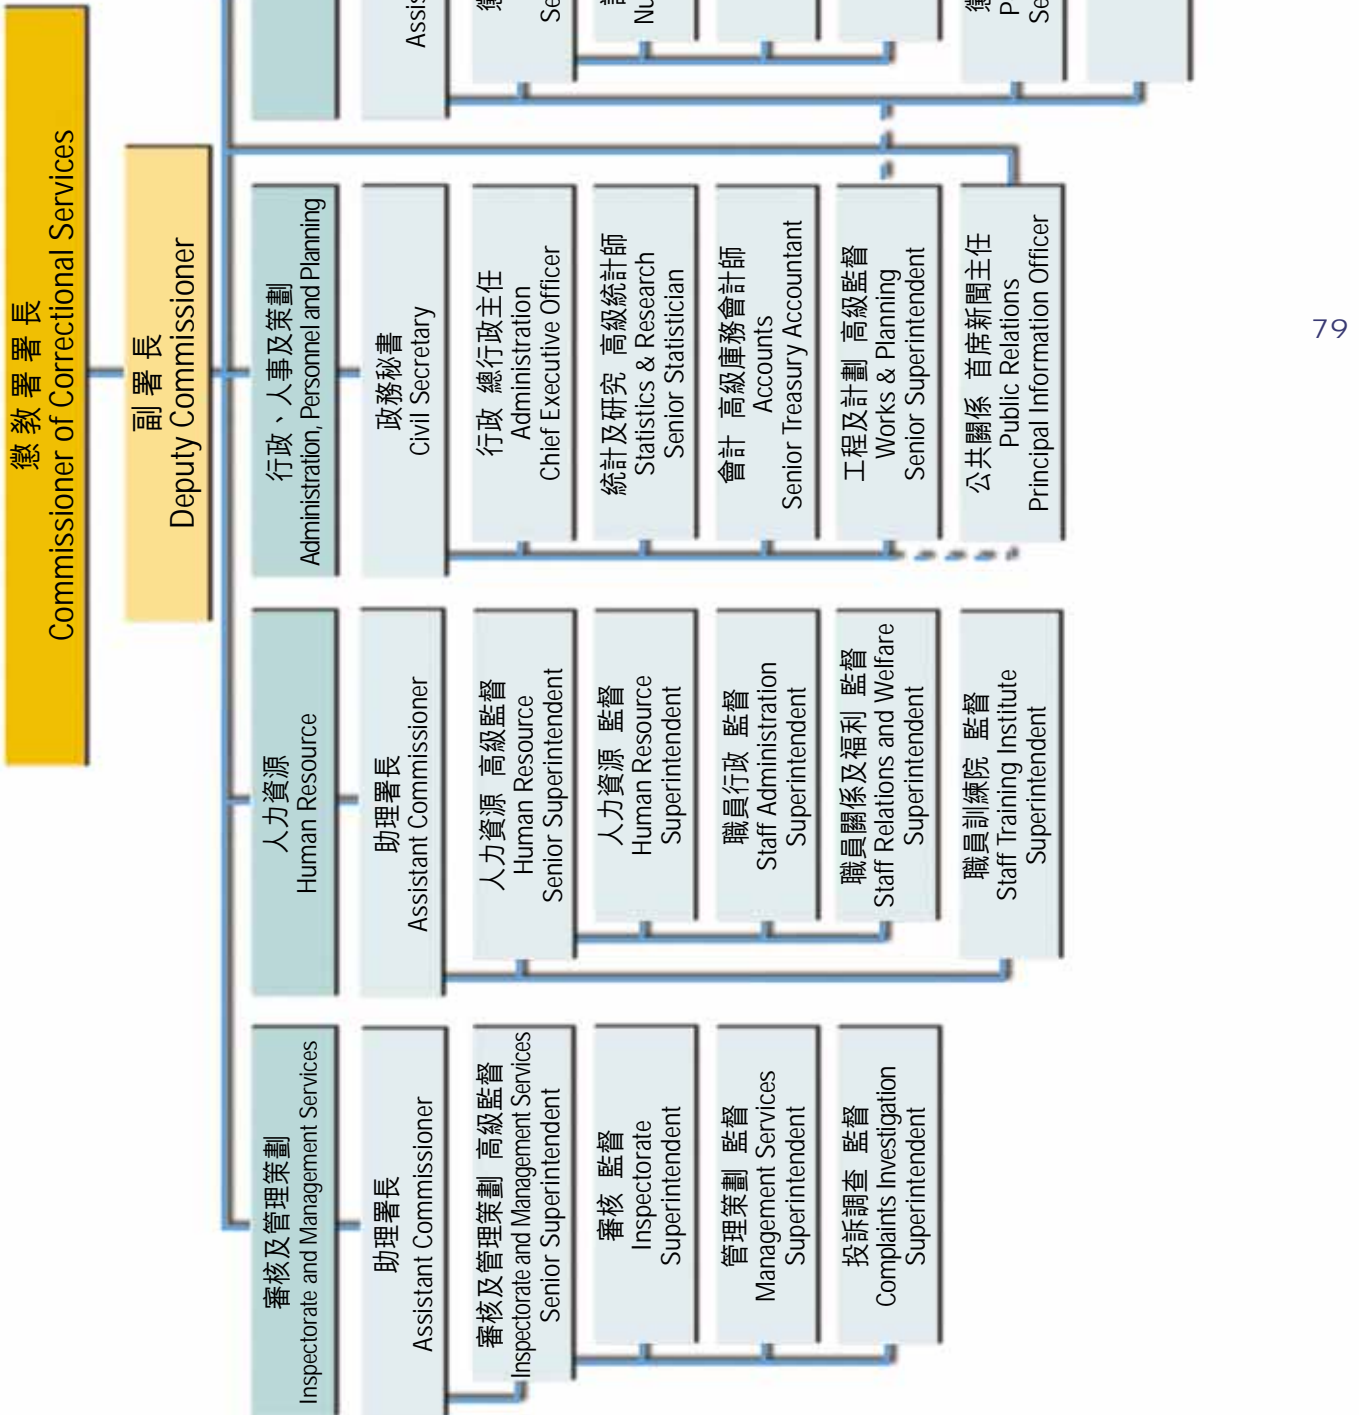 懲教署署長
Commissioner of Correctional Services
副署長
Deputy Commissioner
審核及管理策劃
Inspectorate and Management Services
助理署長
Assistant Commissioner
審核及管理策劃 高級監督
Inspectorate and Management Services
Senior Superintendent
審核 監督
Inspectorate
Superintendent
管理策劃 監督
Management Services
Superintendent
投訴調查 監督
Complaints Investigation
Superintendent
人力資源
Human Resource
助理署長
Assistant Commissioner
人力資源 高級監督
Human Resource
Senior Superintendent
人力資源 監督
Human Resource
Superintendent
職員行政 監督
Staff Administration
Superintendent
職員關係及福利 監督
Staff Relations and Welfare
Superintendent
職員訓練院 監督
Staff Training Institute
Superintendent
行政、人事及策劃
Administration, Personnel and Planning
政務秘書
Civil Secretary
行政 總行政主任
Administration
Chief Executive Officer
統計及研究 高級統計師
Statistics & Research
Senior Statistician
會計 高級庫務會計師
Accounts
Senior Treasury Accountant
工程及計劃 高級監督
Works & Planning
Senior Superintendent
公共關係 首席新聞主任
Public Relations
Principal Information Officer
Assis
Se
Nu
P
Se
79